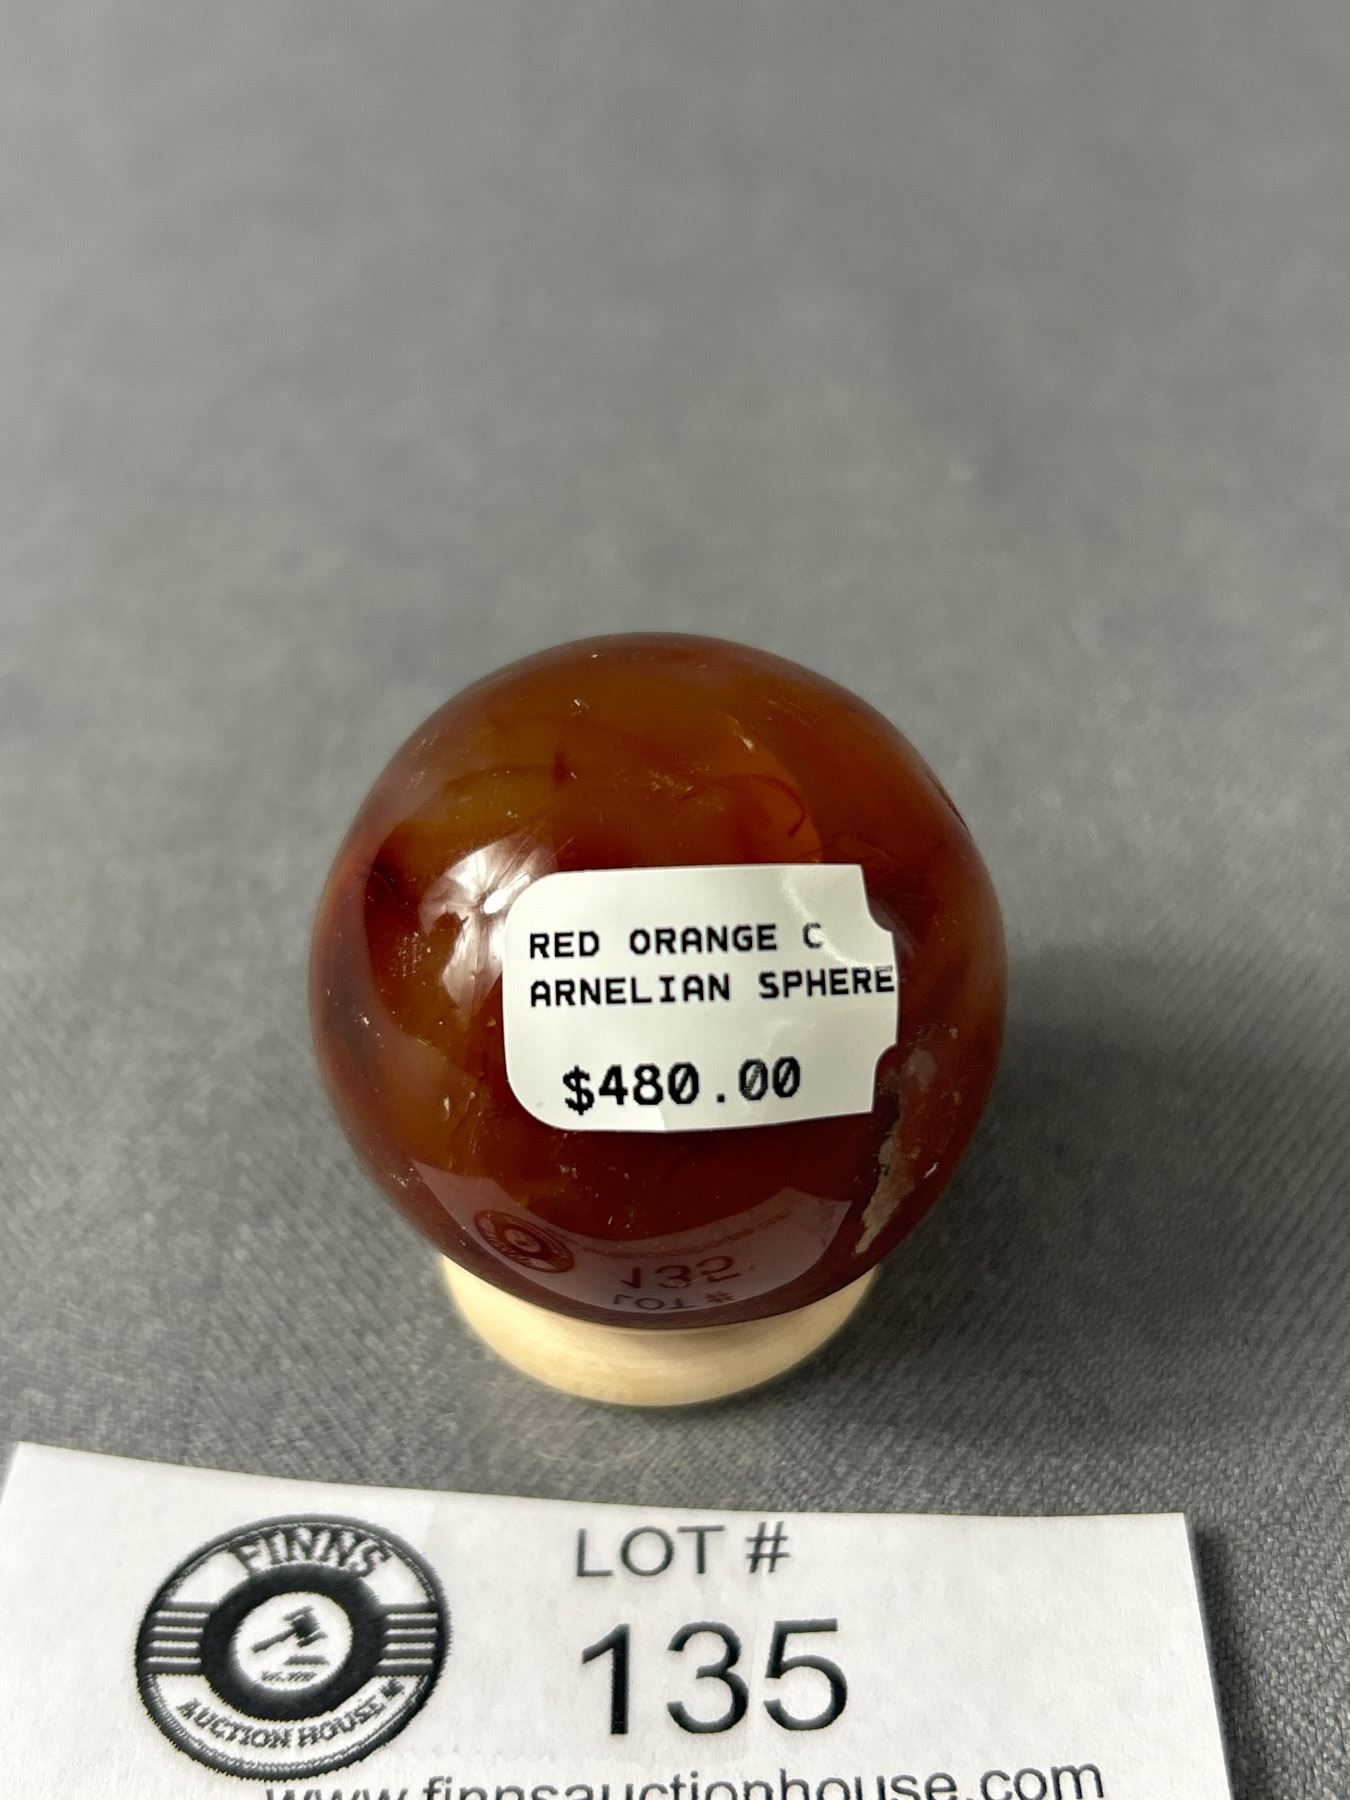 RED ORANGE C
ARNELIAN SPHERE
$480.00
FINNS
AUCTION HOUSE
LOT #
135
www.finnsauctionhouse.com